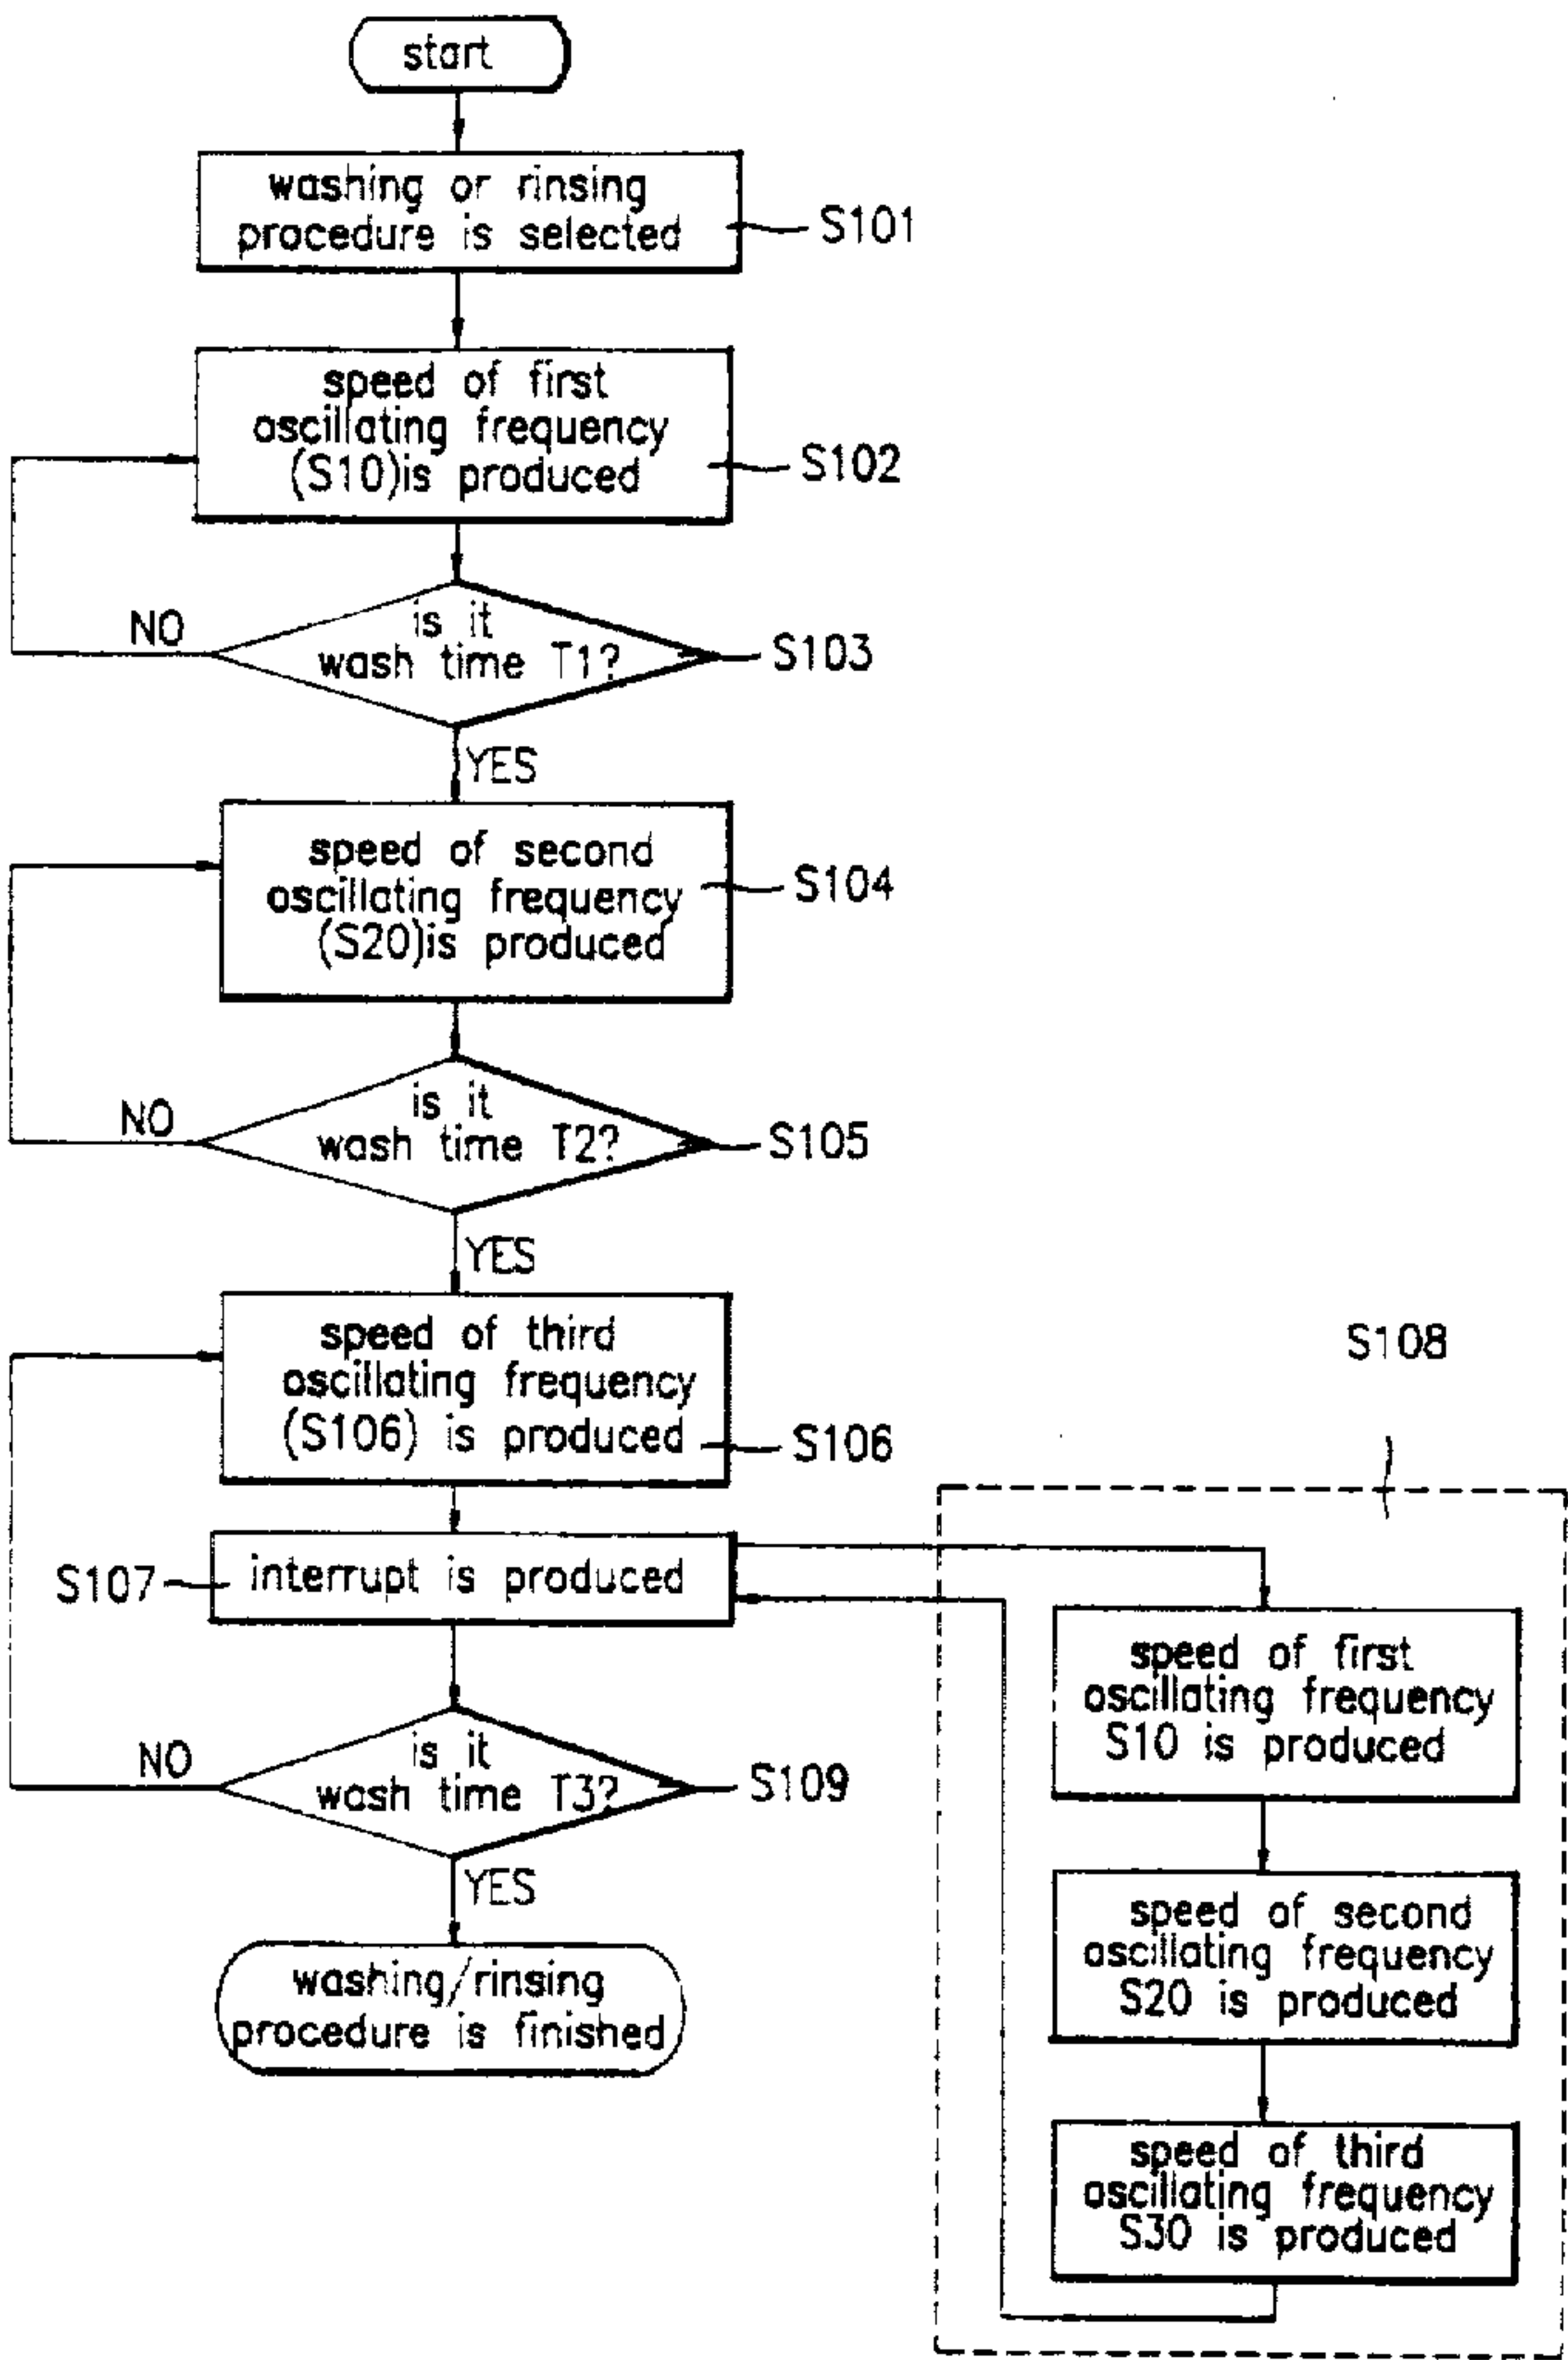 start
washing or rinsing
procedure is selected
S101
speed of first
oscillating frequency
(S10)is produced
S102
is it
wash time T1?
S103
NO
YES
speed of second
oscillating frequency
(S20)is produced
S104
is it
wash time T2?
S105
NO
YES
speed of third
oscillating frequency
(S106) is produced
S106
S107
interrupt is produced
is it
wash time T3?
S109
NO
YES
washing/rinsing
procedure is finished
S108
speed of first
oscillating frequency
S10 is produced
speed of second
oscillating frequency
S20 is produced
speed of third
oscillating frequency
S30 is produced